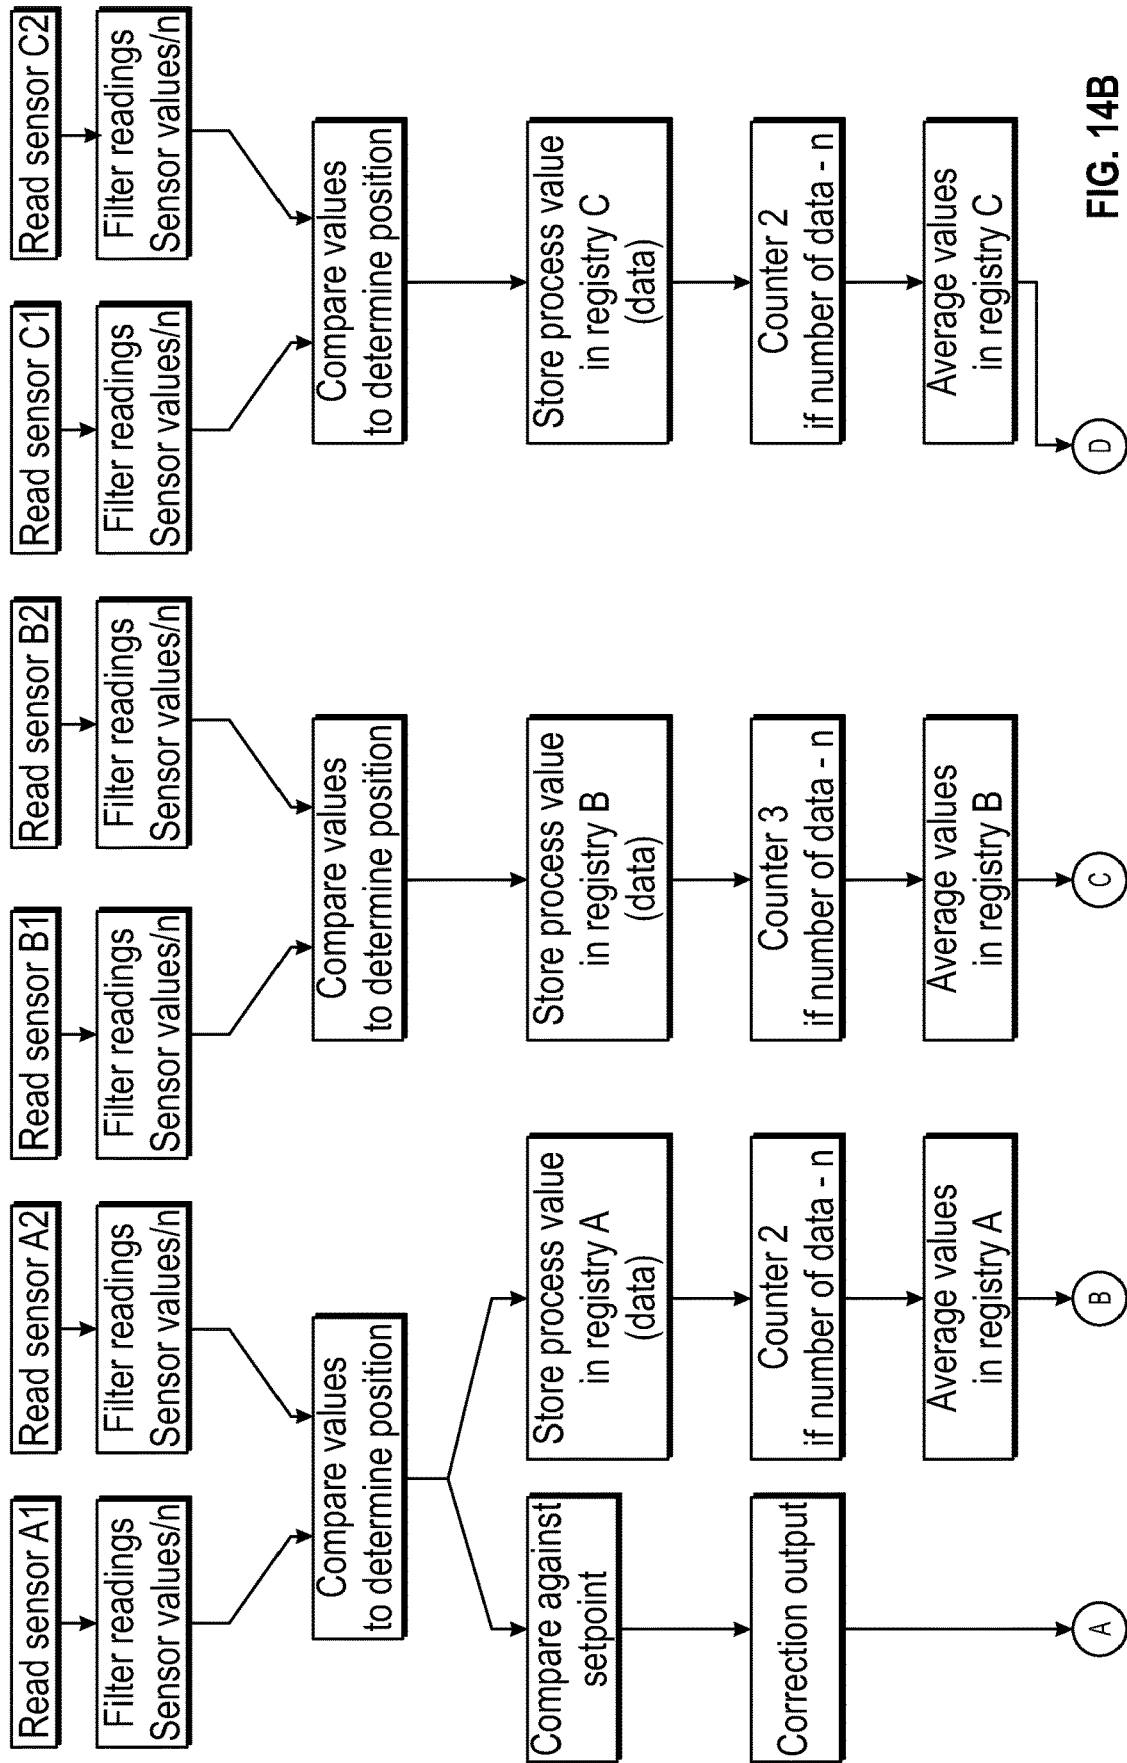 Read sensor A1
Filter readings
Sensor values/n
Read sensor A2
Filter readings
Sensor values/n
Compare values
to determine position
Compare against
setpoint
Correction output
A
Store process value
in registry A
(data)
Counter 2
if number of data - n
Average values
in registry A
B
Read sensor B1
Filter readings
Sensor values/n
Read sensor B2
Filter readings
Sensor values/n
Compare values
to determine position
Store process value
in registry B
(data)
Counter 3
if number of data - n
Average values
in registry B
C
Read sensor C1
Filter readings
Sensor values/n
Read sensor C2
Filter readings
Sensor values/n
Compare values
to determine position
Store process value
in registry C
(data)
Counter 2
if number of data - n
Average values
in registry C
D
FIG. 14B